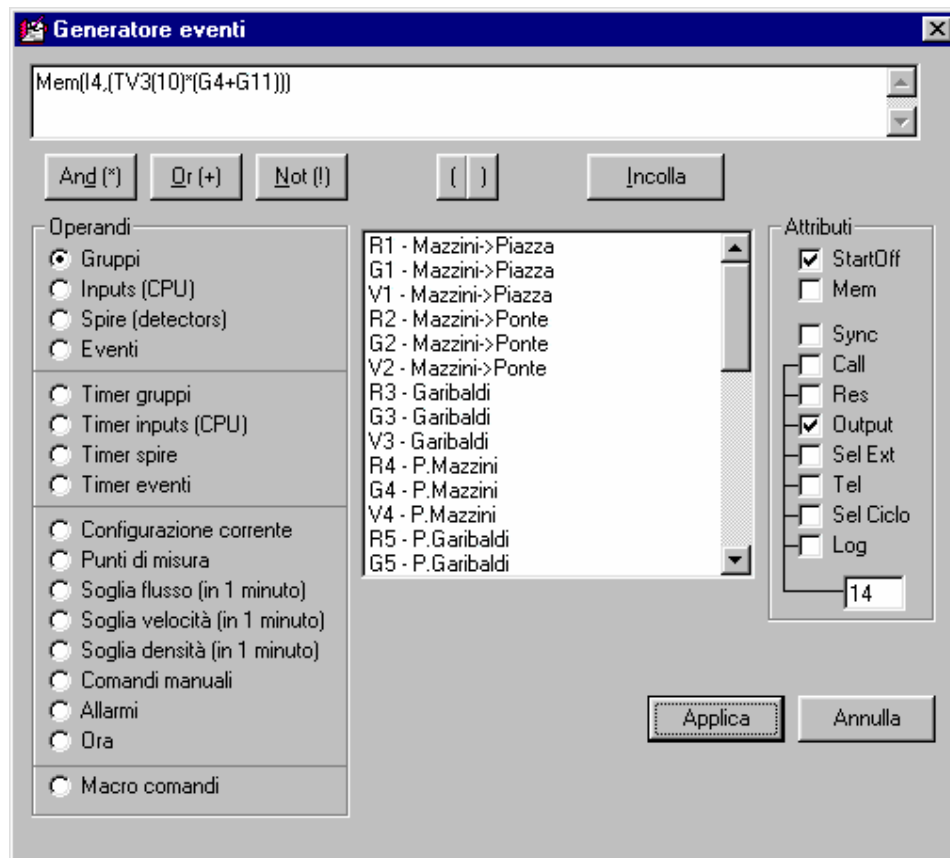 Generatore eventi
Mem(I4,(TV3(10)*(G4+G11)))
And (*) Or (+) Not (!) ( ) Incolla
Operandi
Gruppi
Inputs (CPU)
Spire (detectors)
Eventi
Timer gruppi
Timer inputs (CPU)
Timer spire
Timer eventi
Configurazione corrente
Punti di misura
Soglia flusso (in 1 minuto)
Soglia velocità (in 1 minuto)
Soglia densità (in 1 minuto)
Comandi manuali
Allarmi
Ora
Macro comandi
R1 - Mazzini->Piazza
G1 - Mazzini->Piazza
V1 - Mazzini->Piazza
R2 - Mazzini->Ponte
G2 - Mazzini->Ponte
V2 - Mazzini->Ponte
R3 - Garibaldi
G3 - Garibaldi
V3 - Garibaldi
R4 - P.Mazzini
G4 - P.Mazzini
V4 - P.Mazzini
R5 - P.Garibaldi
G5 - P.Garibaldi
Attributi
StartOff
Mem
Sync
Call
Res
Output
Sel Ext
Tel
Sel Ciclo
Log
14
Applica Annulla